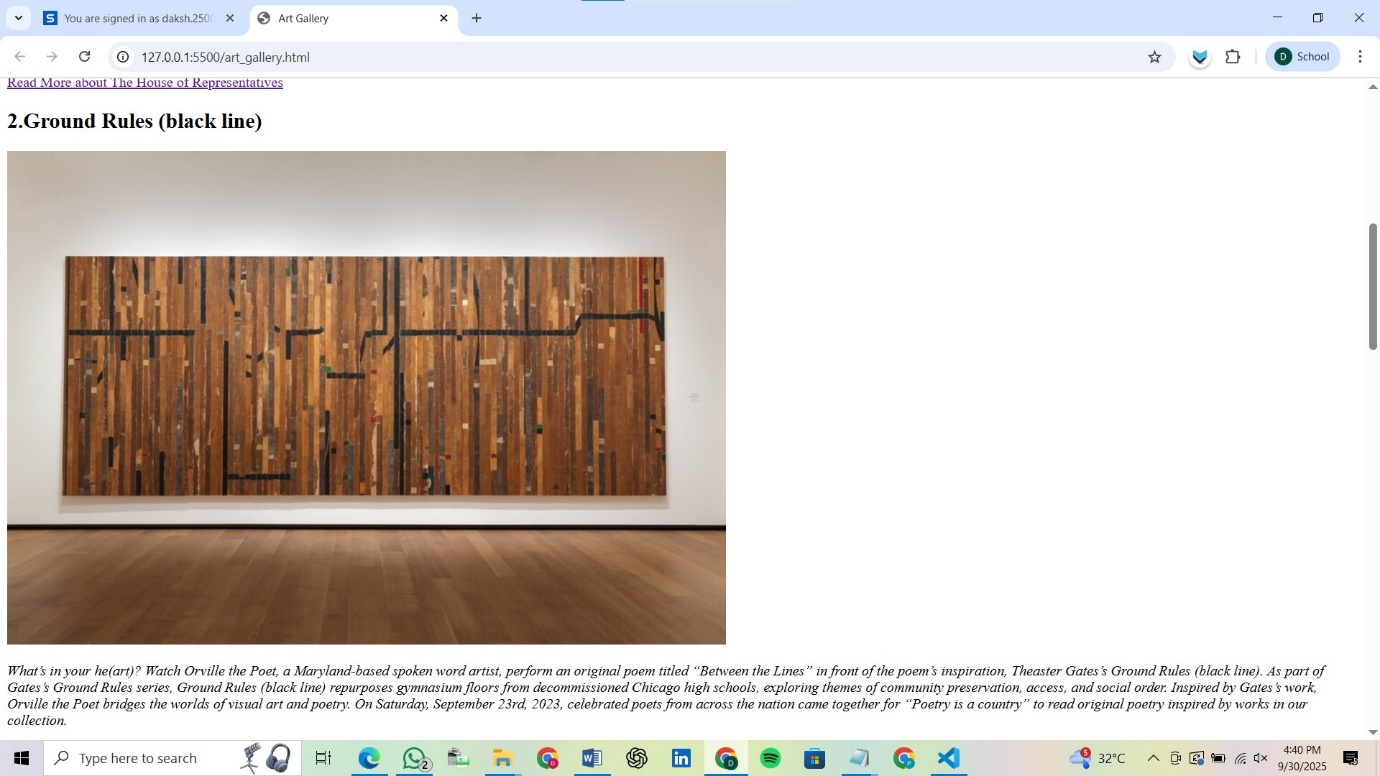 You are signed in as daksh.250
Art Gallery
127.0.0.1:5500/art_gallery.html
D School
Read More about The House of Representatives
2.Ground Rules (black line)
What's in your he(art)? Watch Orville the Poet, a Maryland-based spoken word artist, perform an original poem titled “Between the Lines” in front of the poem's inspiration, Theaster Gates's Ground Rules (black line). As part of
Gates's Ground Rules series, Ground Rules (black line) repurposes gymnasium floors from decommissioned Chicago high schools, exploring themes of community preservation, access, and social order. Inspired by Gates's work,
Orville the Poet bridges the worlds of visual art and poetry. On Saturday, September 23rd, 2023, celebrated poets from across the nation came together for “Poetry is a country” to read original poetry inspired by works in our
collection.
Type here to search
2
5
32°C
4:40 PM
9/30/2025